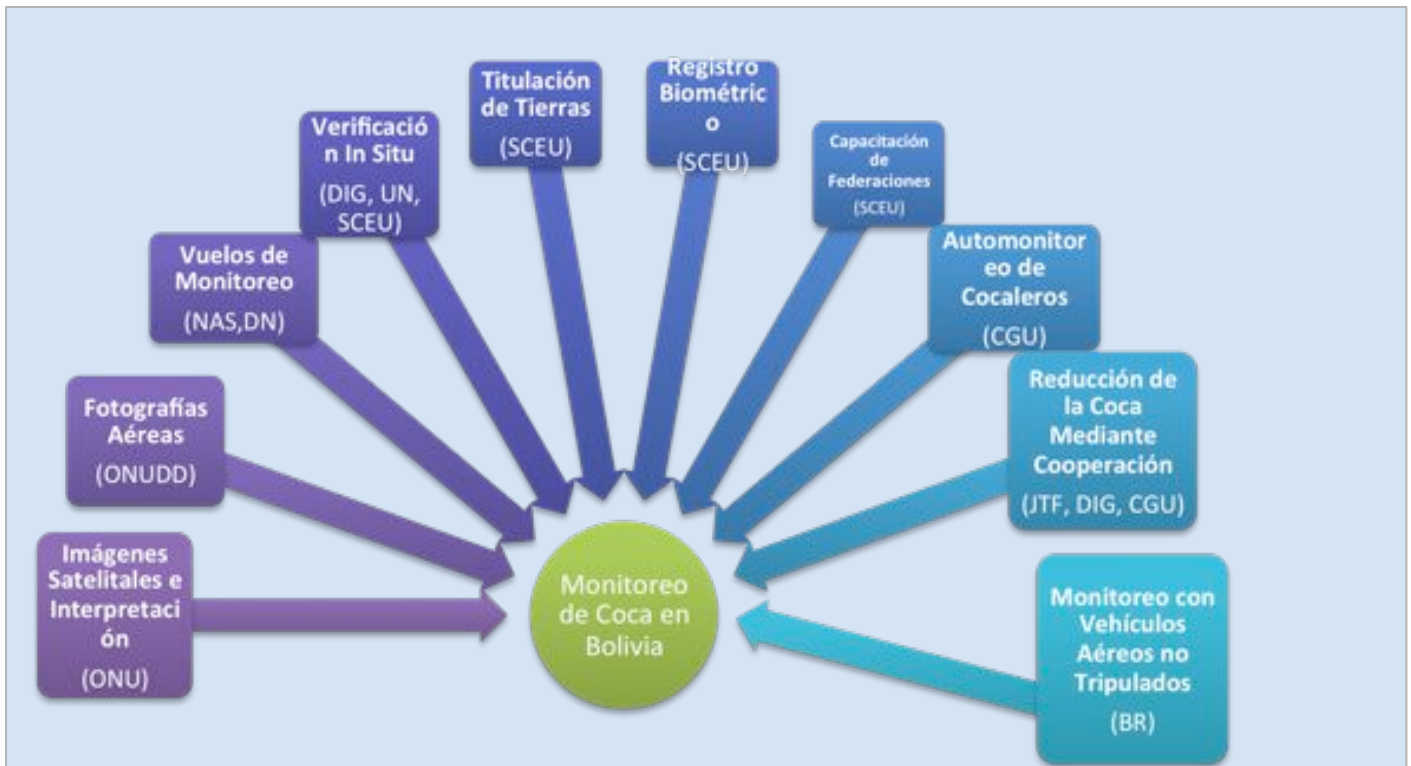 Imágenes
Satelitales e
Interpretaci
ón
(ONU)
Fotografías
Aéreas
(ONUDD)
Vuelos de
Monitoreo
(NAS,DN)
Verificació
n In Situ
(DIG, UN,
SCEU)
Titulación
de Tierras
(SCEU)
Registro
Biométric
o
(SCEU)
Capacitación
de
Federaciones
(SCEU)
Automonitor
eo de
Cocaleros
(CGU)
Reducción de
la Coca
Mediante
Cooperación
(JTF, DIG, CGU)
Monitoreo con
Vehículos
Aéreos no
Tripulados
(BR)
Monitoreo
de Coca en
Bolivia